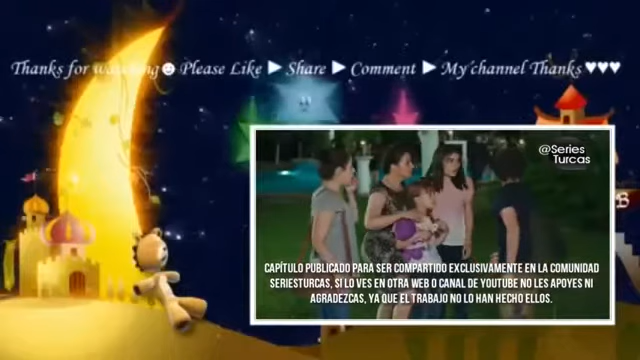 Thanks for watching☻ Please Like ► Share ► Comment ► My channel Thanks ♥♥♥
@Series
Turcas
B
CAPÍTULO PUBLICADO PARA SER COMPARTIDO EXCLUSIVAMENTE EN LA COMUNIDAD
SERIESTURCAS, SI LO VES EN OTRA WEB O CANAL DE YOUTUBE NO LES APOYES NI
AGRADEZCAS, YA QUE EL TRABAJO NO LO HAN HECHO ELLOS.